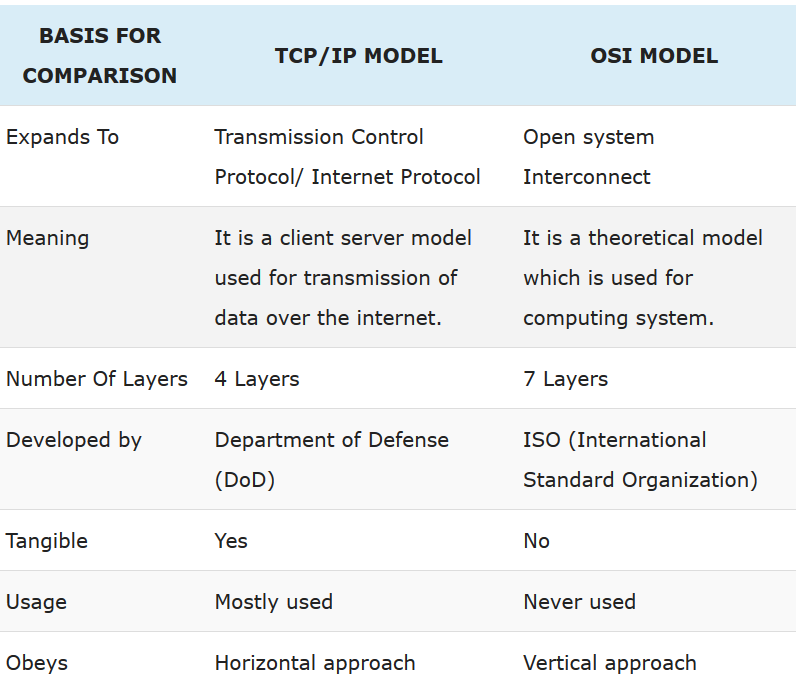 BASIS FOR COMPARISON TCP/IP MODEL OSI MODEL
Expands To Transmission Control Open system
Protocol/ Internet Protocol Interconnect
Meaning It is a client server model It is a theoretical model
used for transmission of which is used for
data over the internet. computing system.
Number Of Layers 4 Layers 7 Layers
Developed by Department of Defense ISO (International
(DoD) Standard Organization)
Tangible Yes No
Usage Mostly used Never used
Obeys Horizontal approach Vertical approach